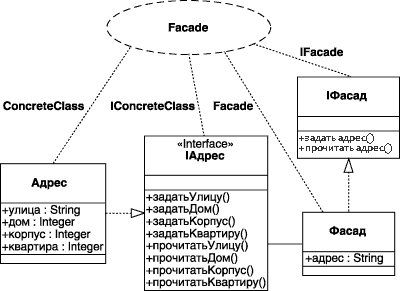 Facade
IFacade
ConcreteClass
IConcreteClass
Facade
IФасад
+задать адрес()
+прочитать адрес()
Адрес
+улица : String
+дом : Integer
+корпус : Integer
+квартира : Integer
«Interface»
IАдрес
+задатьУлицу()
+задатьДом()
+задатьКорпус()
+задатьКвартиру()
+прочитатьУлицу()
+прочитатьДом()
+прочитатьКорпус()
+прочитатьКвартиру()
Фасад
+адрес : String